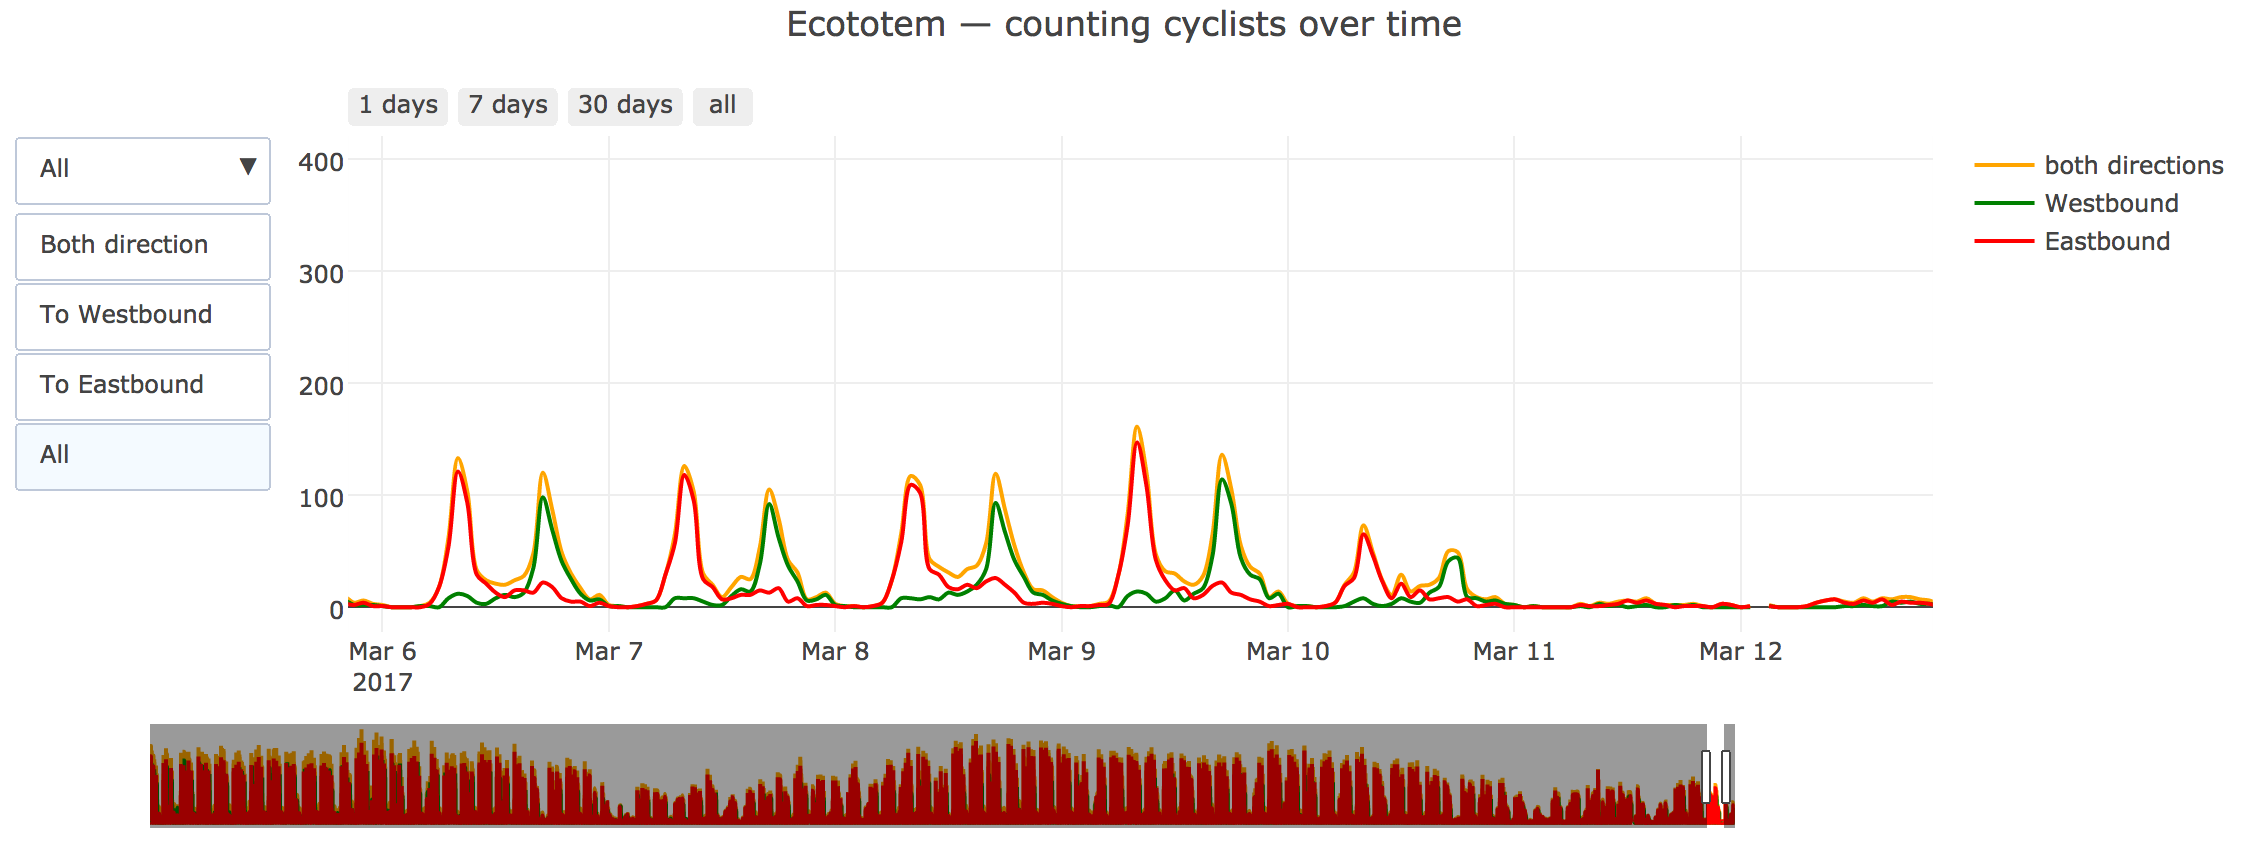 Ecototem — counting cyclists over time
1 days 7 days 30 days all
All ▼
Both direction
To Westbound
To Eastbound
All
400
300
200
100
0
Mar 6 Mar 7 Mar 8 Mar 9 Mar 10 Mar 11 Mar 12
2017
both directions
Westbound
Eastbound